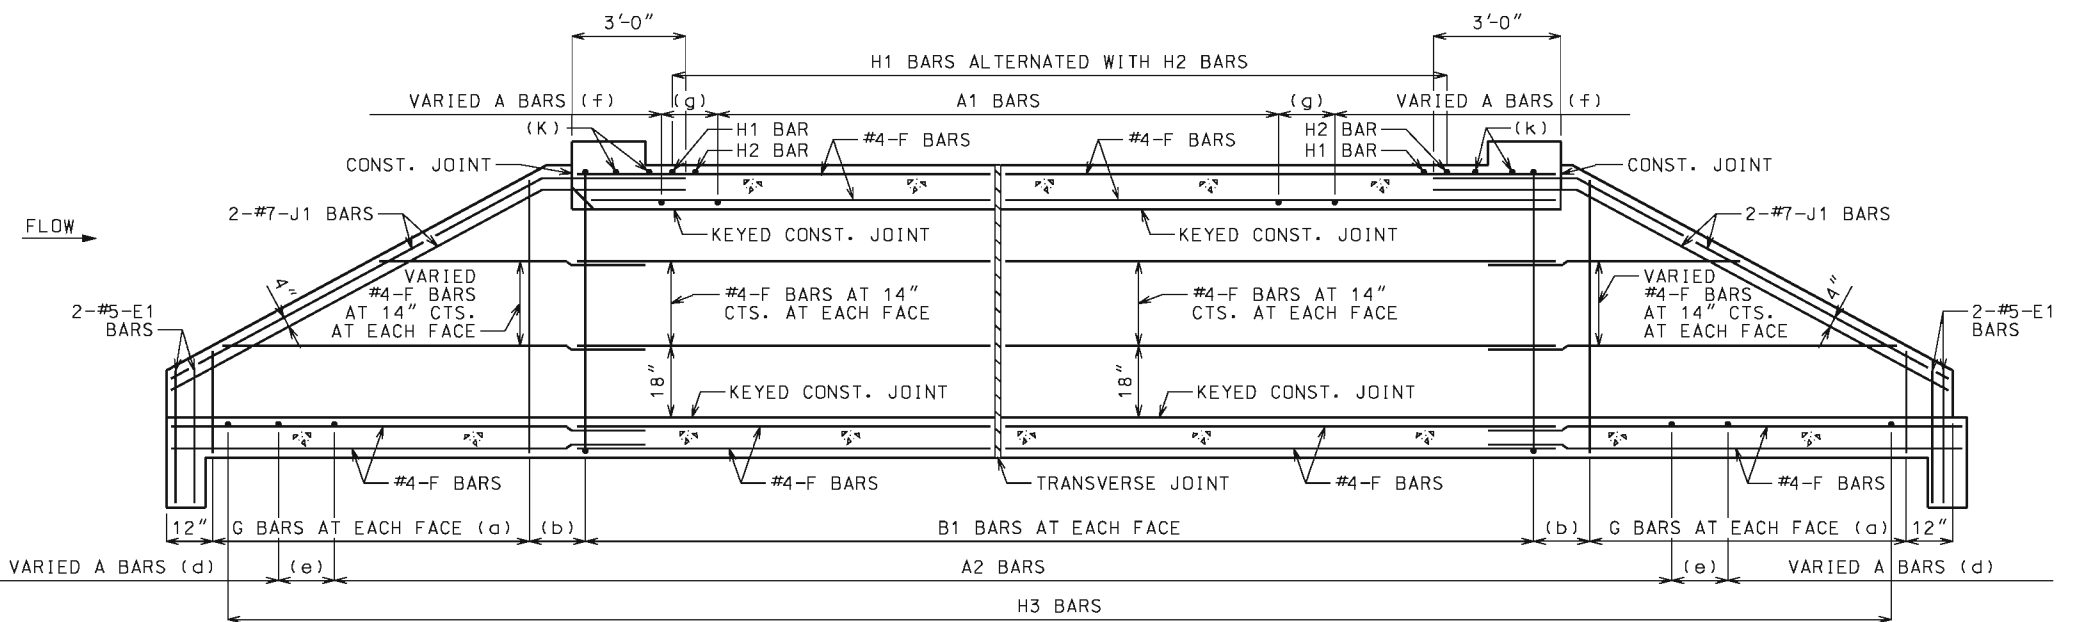 3'-0"
3'-0"
H1 BARS ALTERNATED WITH H2 BARS
VARIED A BARS (f)
(g)
A1 BARS
(g)
VARIED A BARS (f)
(K)
H1 BAR
H2 BAR
#4-F BARS
#4-F BARS
H2 BAR
H1 BAR
(k)
CONST. JOINT
CONST. JOINT
2-#7-J1 BARS
2-#7-J1 BARS
FLOW
KEYED CONST. JOINT
KEYED CONST. JOINT
4"
VARIED
#4-F BARS
AT 14" CTS.
AT EACH FACE
#4-F BARS AT 14"
CTS. AT EACH FACE
#4-F BARS AT 14"
CTS. AT EACH FACE
VARIED
#4-F BARS
AT 14" CTS.
AT EACH FACE
4"
2-#5-E1
BARS
2-#5-E1
BARS
18"
KEYED CONST. JOINT
18"
KEYED CONST. JOINT
#4-F BARS
#4-F BARS
TRANSVERSE JOINT
#4-F BARS
#4-F BARS
12"
G BARS AT EACH FACE (a)
(b)
B1 BARS AT EACH FACE
(b)
G BARS AT EACH FACE (a)
12"
VARIED A BARS (d)
(e)
A2 BARS
(e)
VARIED A BARS (d)
H3 BARS